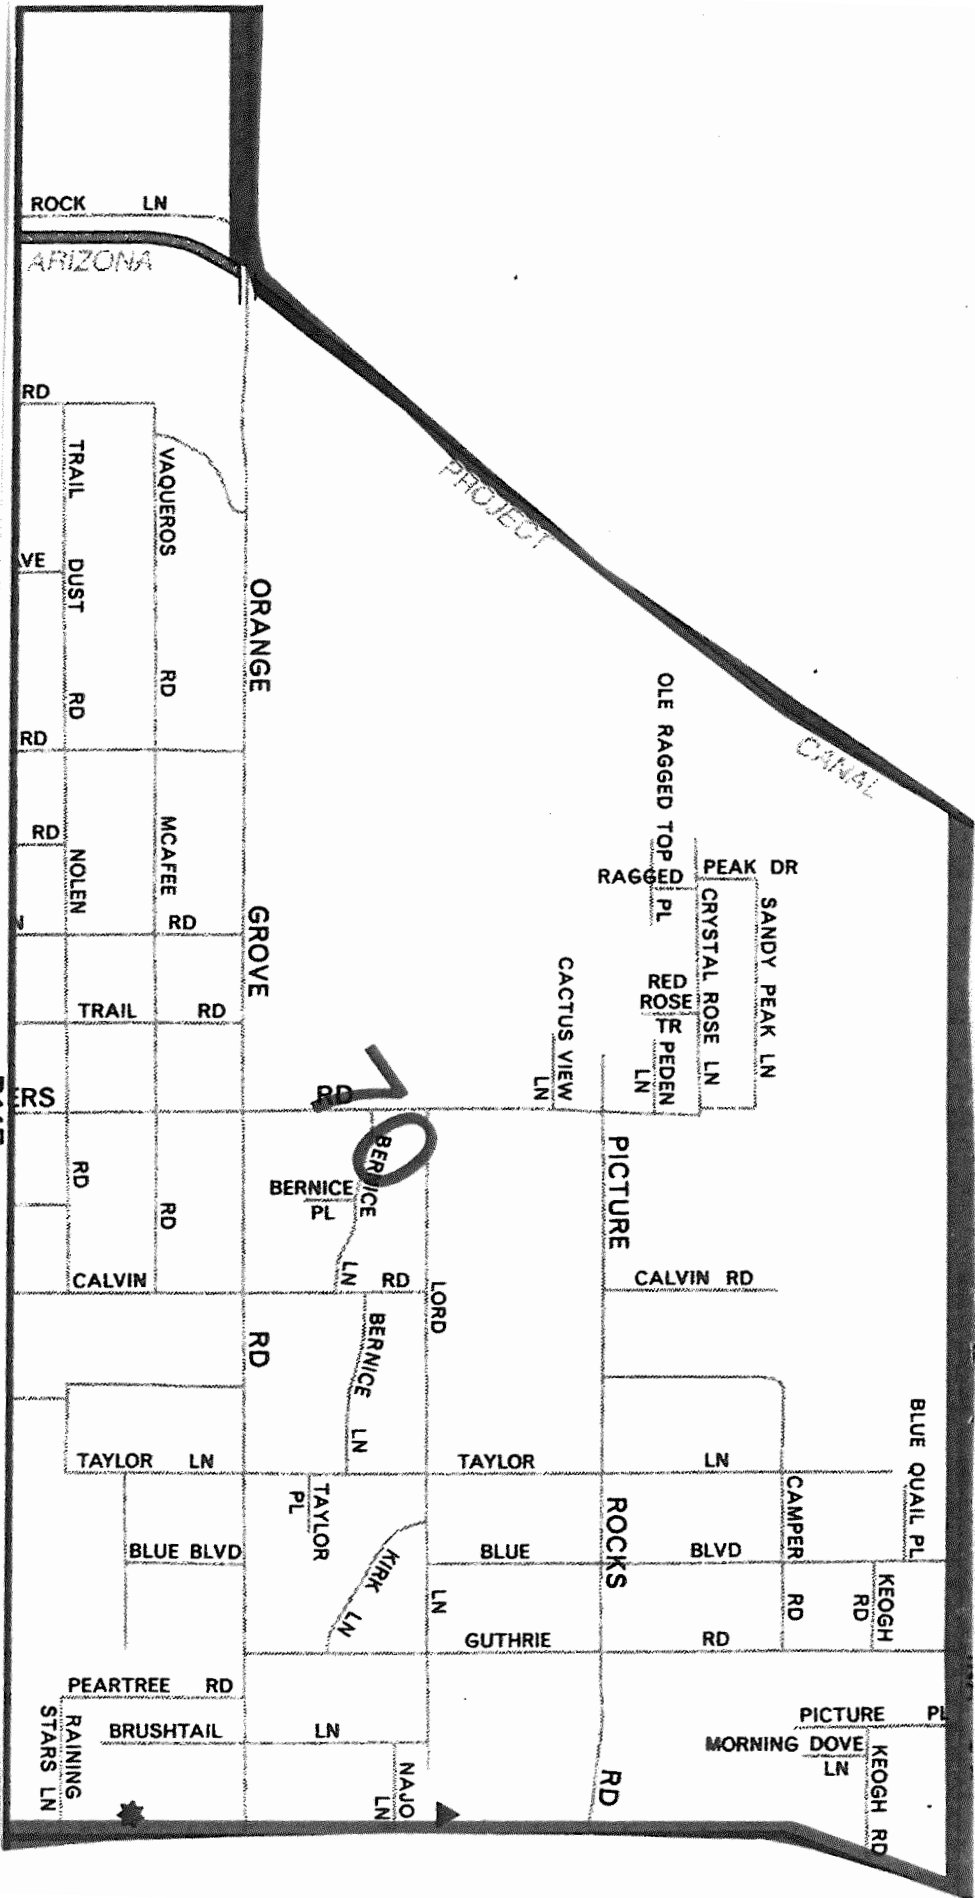 ROCK LN
ARIZONA
RD
TRAIL DUST RD
VAQUEROS RD
VE
ORANGE GROVE RD
PROJECT
CANAL
RD
RD
NOLEN RD
MCAFEE RD
RD
TRAIL RD
ERS RD
70
OLE RAGGED TOP PL
RAGGED PEAK DR
CRYSTAL ROSE LN
SANDY PEAK LN
RED
ROSE
TR
PEDEN
LN
CACTUS VIEW
LN
PICTURE ROCKS RD
BERNICE LN
BERNICE
PL
CALVIN RD
CALVIN RD
LORD LN
BERNICE LN
TAYLOR LN
TAYLOR LN
TAYLOR
PL
BLUE QUAIL PL
CAMPER RD
BLUE BLVD
BLUE BLVD
KIRK LN
KEOGH
RD
GUTHRIE RD
PEARTREE RD
RAINING
STARS LN
BRUSHTAIL LN
NAJO
LN
PICTURE PL
MORNING DOVE
LN
KEOGH RD